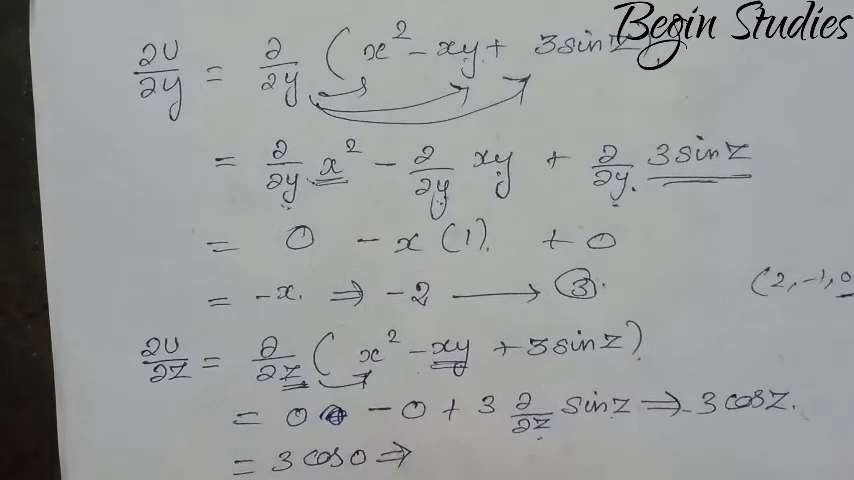 Begin Studies
∂U/∂y = ∂/∂y (x² - xy + 3sinz
= ∂/∂y x² - ∂/∂y xy + ∂/∂y 3sinz
= 0 - x(1). + 0
= -x. ⇒ -2 ⟶ ③.
(2,-1,0
∂U/∂z = ∂/∂z (x² - xy + 3sinz)
= 0 - 0 + 3 ∂/∂z sinz ⇒ 3cosz.
= 3cos0 ⇒